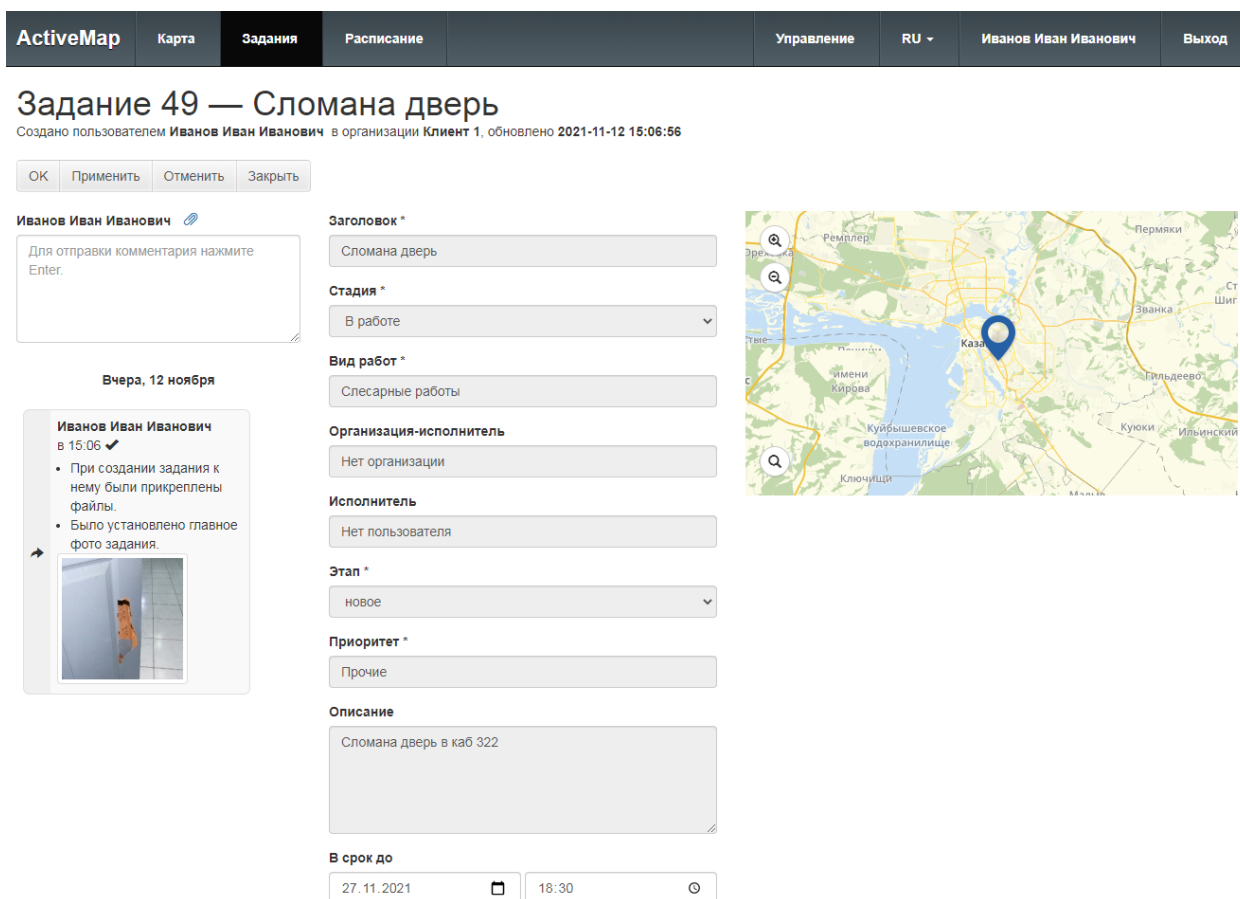 ActiveMap Карта Задания Расписание Управление RU Иванов Иван Иванович Выход
Задание 49 — Сломана дверь
Создано пользователем Иванов Иван Иванович в организации Клиент 1, обновлено 2021-11-12 15:06:56
OK Применить Отменить Закрыть
Иванов Иван Иванович
Для отправки комментария нажмите
Enter.
Вчера, 12 ноября
Иванов Иван Иванович
в 15:06
При создании задания к
нему были прикреплены
файлы.
Было установлено главное
фото задания.
Заголовок *
Сломана дверь
Стадия *
В работе
Вид работ *
Слесарные работы
Организация-исполнитель
Нет организации
Исполнитель
Нет пользователя
Этап *
новое
Приоритет *
Прочие
Описание
Сломана дверь в каб 322
В срок до
27.11.2021 18:30
Ремплер
Пермяки
Званка
Каза
имени
Кирова
Гильдеево
Куйбышевское
водохранилище
Куюки
Ильинский
Ключищи